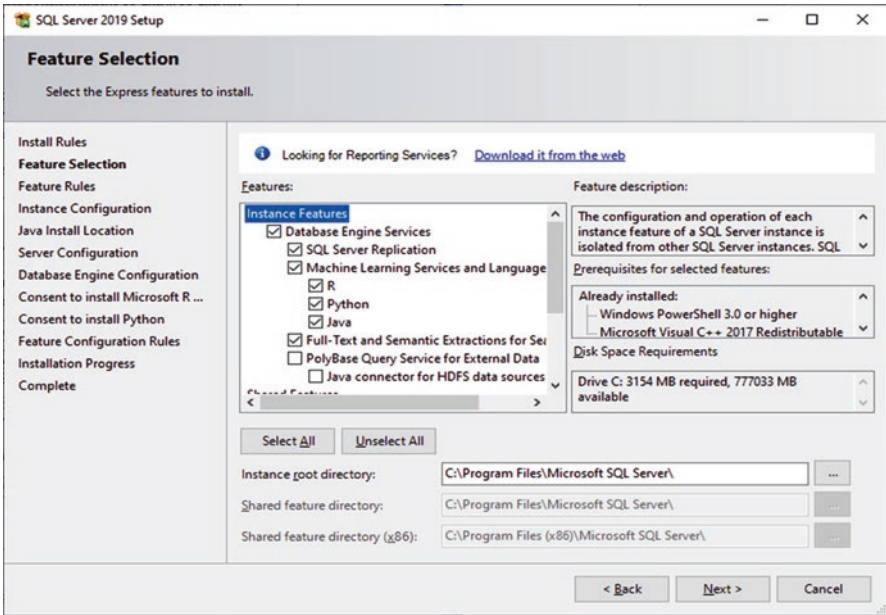 SQL Server 2019 Setup
Feature Selection
Select the Express features to install.
Install Rules
Feature Selection
Feature Rules
Instance Configuration
Java Install Location
Server Configuration
Database Engine Configuration
Consent to install Microsoft R ...
Consent to install Python
Feature Configuration Rules
Installation Progress
Complete
Looking for Reporting Services? Download it from the web
Features:
Instance Features
Database Engine Services
SQL Server Replication
Machine Learning Services and Language
R
Python
Java
Full-Text and Semantic Extractions for Sea
PolyBase Query Service for External Data
Java connector for HDFS data sources
Shared Features
Feature description:
The configuration and operation of each
instance feature of a SQL Server instance is
isolated from other SQL Server instances. SQL
Prerequisites for selected features:
Already installed:
Windows PowerShell 3.0 or higher
Microsoft Visual C++ 2017 Redistributable
Disk Space Requirements
Drive C: 3154 MB required, 777033 MB
available
Select All
Unselect All
Instance root directory: C:\Program Files\Microsoft SQL Server\ ...
Shared feature directory: C:\Program Files\Microsoft SQL Server\ ...
Shared feature directory (x86): C:\Program Files (x86)\Microsoft SQL Server\ ...
< Back
Next >
Cancel